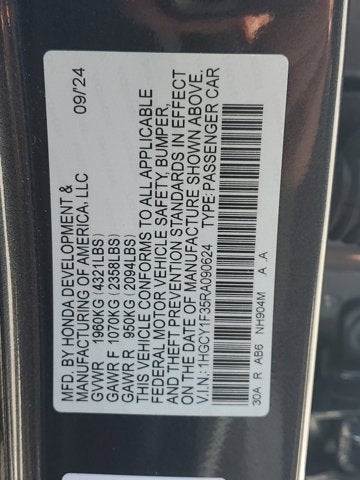 MFD. BY HONDA DEVELOPMENT & 09/'24
MANUFACTURING OF AMERICA, LLC
GVWR 1960KG (4321LBS)
GAWR F 1070KG (2358LBS)
GAWR R 950KG (2094LBS)
THIS VEHICLE CONFORMS TO ALL APPLICABLE
FEDERAL MOTOR VEHICLE SAFETY, BUMPER,
AND THEFT PREVENTION STANDARDS IN EFFECT
ON THE DATE OF MANUFACTURE SHOWN ABOVE.
V.I.N.: 1HGCY1F35RA090624 TYPE: PASSENGER CAR
30A R AB6 NH904M A .A